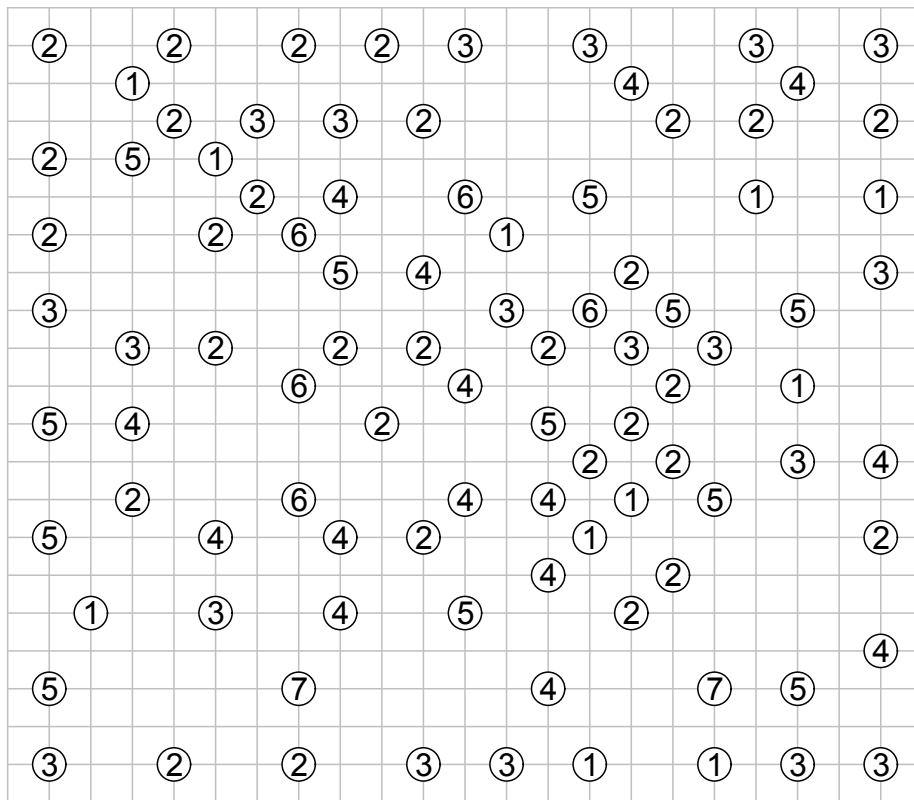 2 2 2 2 3 3 3 3
1 4 4
2 3 3 2 2 2 2
2 5 1
2 4 6 5 1 1
2 2 6 1
5 4 2 3
3 3 6 5 5
3 2 2 2 2 3 3
6 4 2 1
5 4 2 5 2
2 2 3 4
2 6 4 4 1 5
5 4 4 2 1 2
4 2
1 3 4 5 2
4
5 7 4 7 5
3 2 2 3 3 1 1 3 3